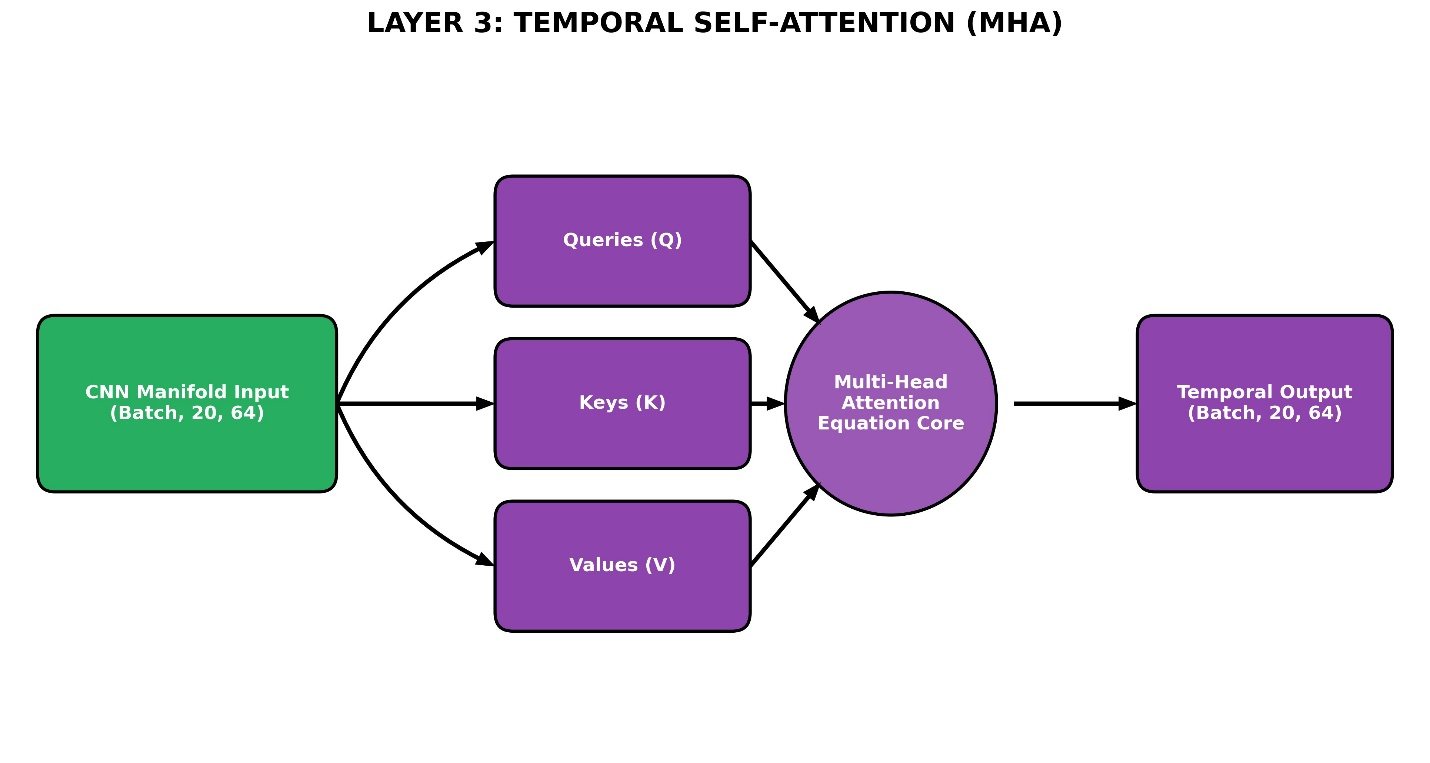 LAYER 3: TEMPORAL SELF-ATTENTION (MHA)
CNN Manifold Input
(Batch, 20, 64)
Queries (Q)
Keys (K)
Values (V)
Multi-Head
Attention
Equation Core
Temporal Output
(Batch, 20, 64)